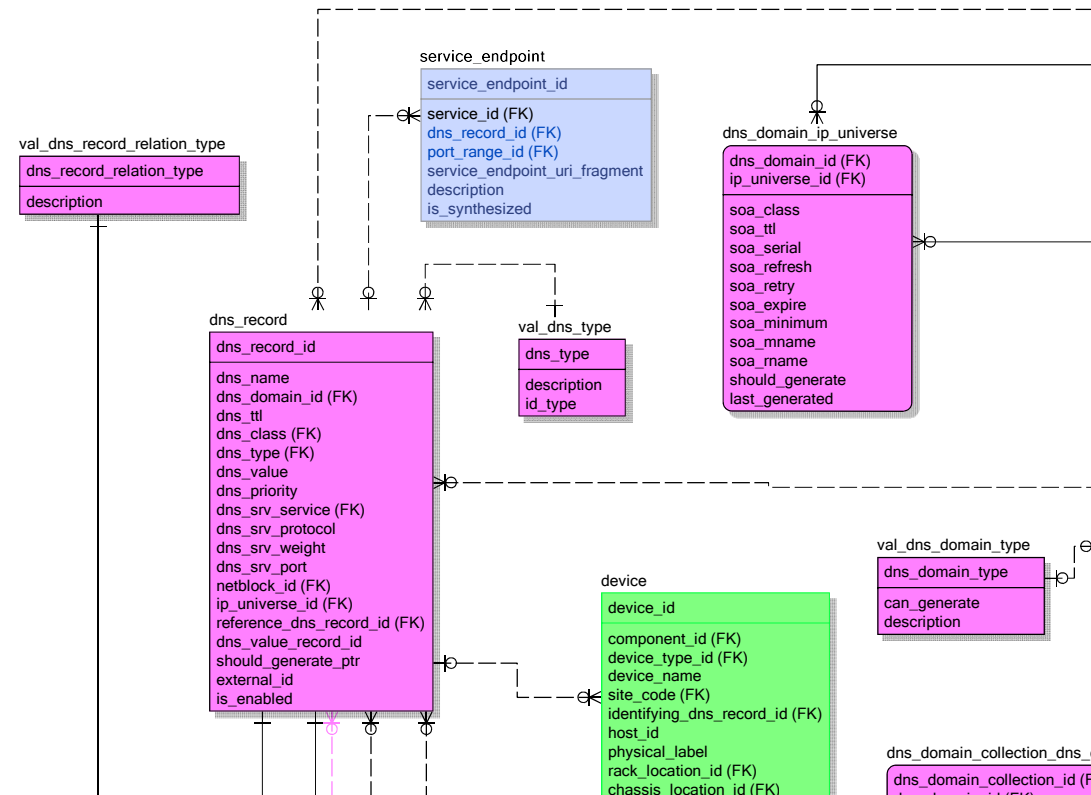 service_endpoint
service_endpoint_id
service_id (FK)
dns_record_id (FK)
port_range_id (FK)
service_endpoint_uri_fragment
description
is_synthesized
val_dns_record_relation_type
dns_record_relation_type
description
dns_domain_ip_universe
dns_domain_id (FK)
ip_universe_id (FK)
soa_class
soa_ttl
soa_serial
soa_refresh
soa_retry
soa_expire
soa_minimum
soa_mname
soa_rname
should_generate
last_generated
dns_record
dns_record_id
dns_name
dns_domain_id (FK)
dns_ttl
dns_class (FK)
dns_type (FK)
dns_value
dns_priority
dns_srv_service (FK)
dns_srv_protocol
dns_srv_weight
dns_srv_port
netblock_id (FK)
ip_universe_id (FK)
reference_dns_record_id (FK)
dns_value_record_id
should_generate_ptr
external_id
is_enabled
val_dns_type
dns_type
description
id_type
val_dns_domain_type
dns_domain_type
can_generate
description
device
device_id
component_id (FK)
device_type_id (FK)
device_name
site_code (FK)
identifying_dns_record_id (FK)
host_id
physical_label
rack_location_id (FK)
chassis_location_id (FK)
dns_domain_collection_dns_
dns_domain_collection_id (F